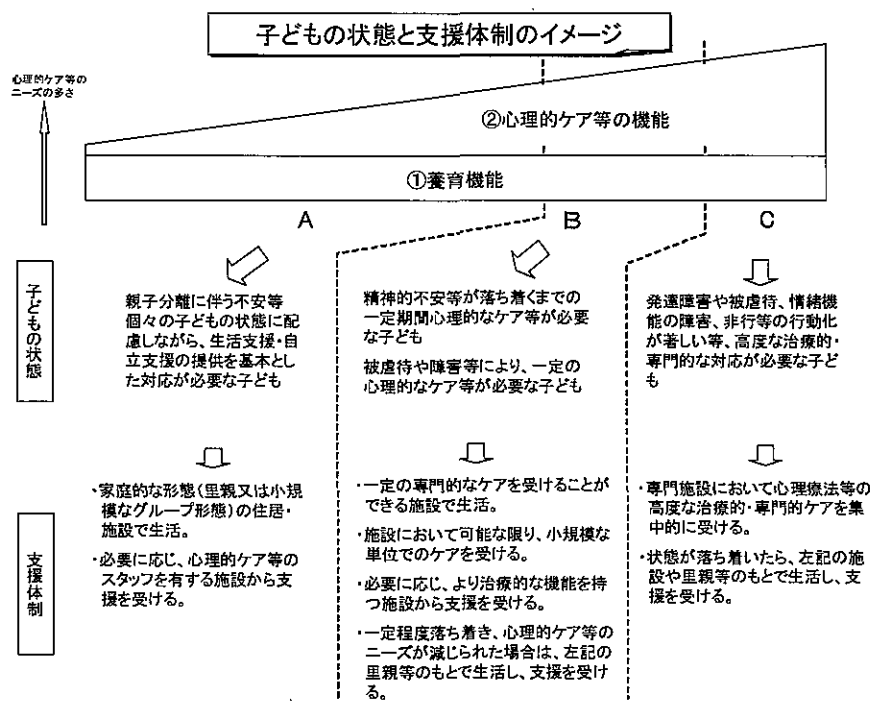 子どもの状態と支援体制のイメージ
心理的ケア等の
ニーズの多さ
②心理的ケア等の機能
①養育機能
A
B
C
子どもの状態
親子分離に伴う不安等
個々の子どもの状態に配
慮しながら、生活支援・自
立支援の提供を基本とし
た対応が必要な子ども
精神的不安等が落ち着くまでの
一定期間心理的なケア等が必要
な子ども
被虐待や障害等により、一定の
心理的なケア等が必要な子ども
発達障害や被虐待、情緒機
能の障害、非行等の行動化
が著しい等、高度な治療的・
専門的な対応が必要な子ど
も
支援体制
・家庭的な形態(里親又は小規
模なグループ形態)の住居・
施設で生活。
・必要に応じ、心理的ケア等の
スタッフを有する施設から支
援を受ける。
・一定の専門的なケアを受けることが
できる施設で生活。
・施設において可能な限り、小規模な
単位でのケアを受ける。
・必要に応じ、より治療的な機能を持
つ施設から支援を受ける。
・一定程度落ち着き、心理的ケア等の
ニーズが減じられた場合は、左記の
里親等のもとで生活し、支援を受け
る。
・専門施設において心理療法等の
高度な治療的・専門的ケアを集
中的に受ける。
・状態が落ち着いたら、左記の施
設や里親等のもとで生活し、支
援を受ける。